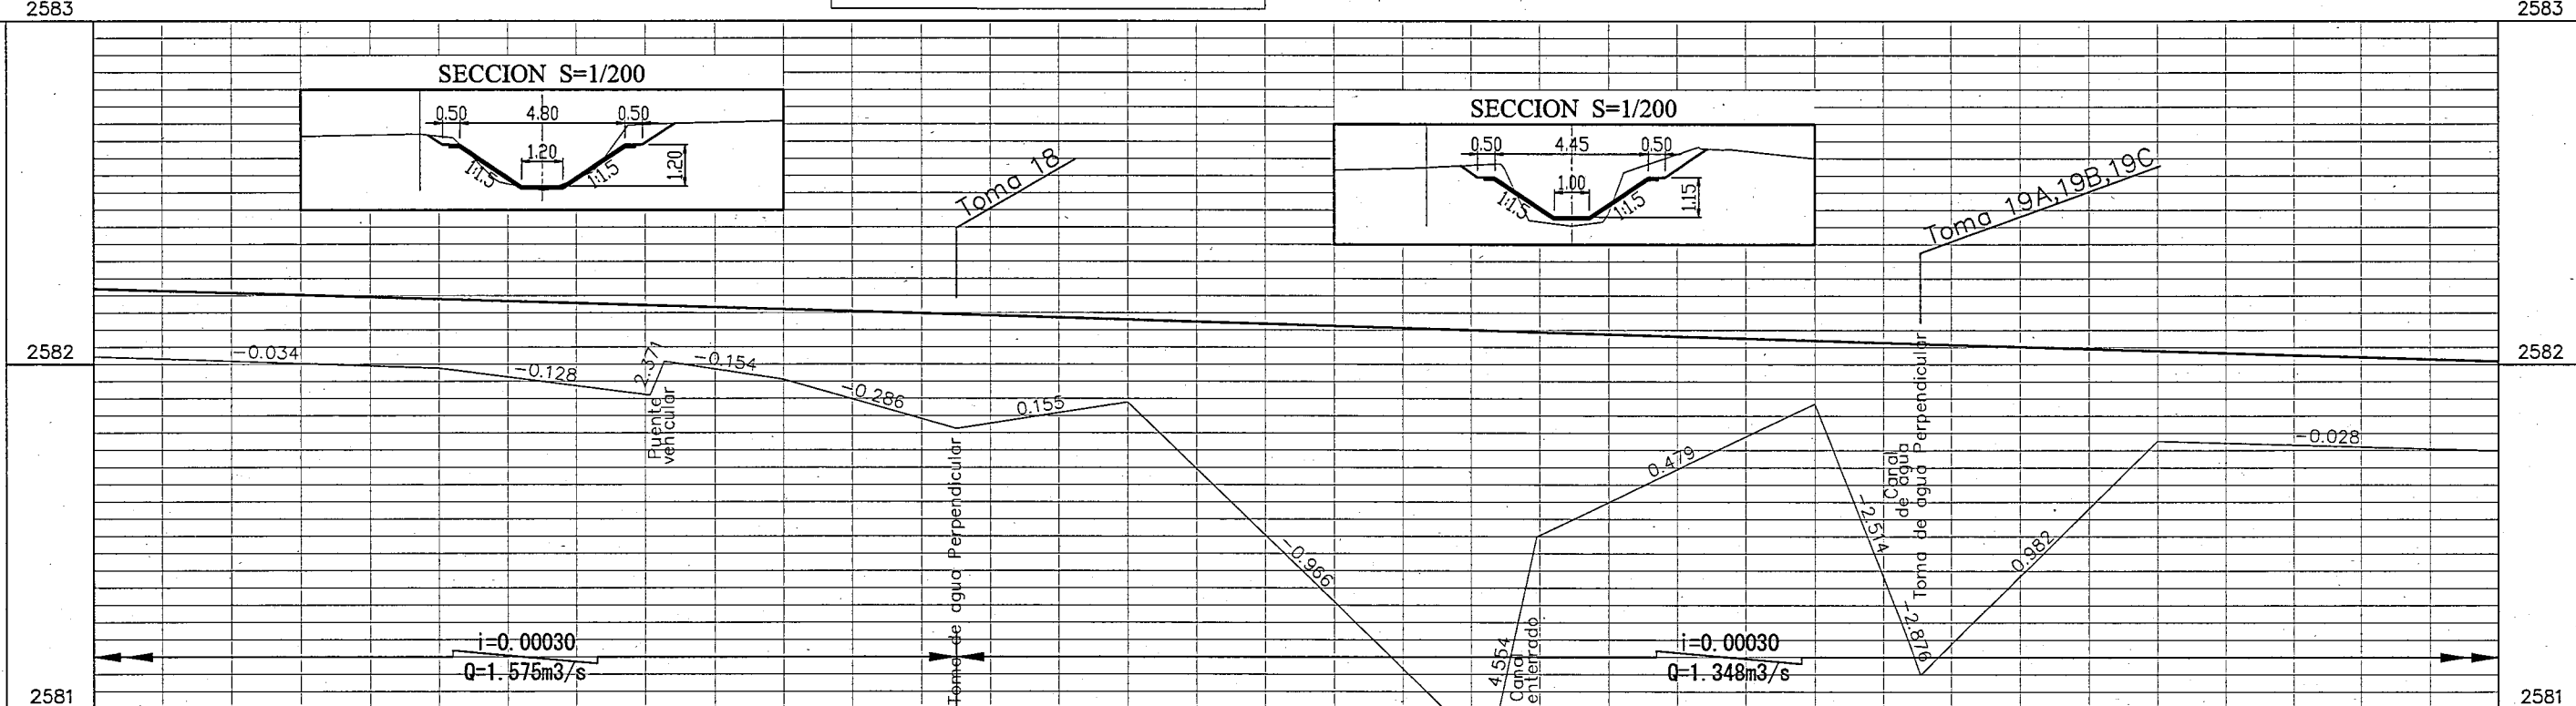 2583
2583
SECCION S=1/200
0.50 4.80 0.50
1.20
1:1.5
1:1.5
1.20
Toma 18
SECCION S=1/200
0.50 4.45 0.50
1.00
1:1.5
1:1.5
1.15
Toma 19A,19B,19C
2582
2582
-0.034
-0.128
2.371
-0.154
-0.286
0.155
-0.966
4.554
0.479
-2.514
-2.876
0.982
-0.028
Puente
vehicular
Toma de agua Perpendicular
Canal
enterrado
Canal
de agua
Toma de agua Perpendicular
i=0.00030
Q=1.575m3/s
i=0.00030
Q=1.348m3/s
2581
2581